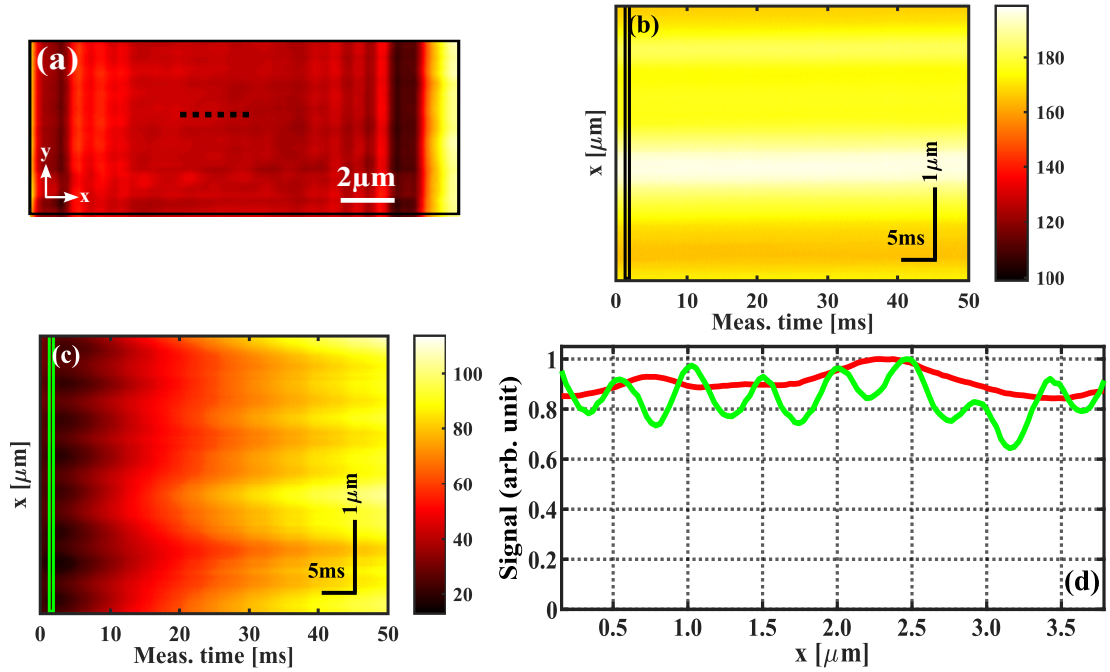 (a)
y
x
2μm
(b)
x [μm]
1μm
5ms
0 10 20 30 40 50
Meas. time [ms]
180
160
140
120
100
(c)
x [μm]
1μm
5ms
0 10 20 30 40 50
Meas. time [ms]
100
80
60
40
20
Signal (arb. unit)
1
0.8
0.6
0.4
0.2
0
(d)
0.5 1.0 1.5 2.0 2.5 3.0 3.5
x [μm]